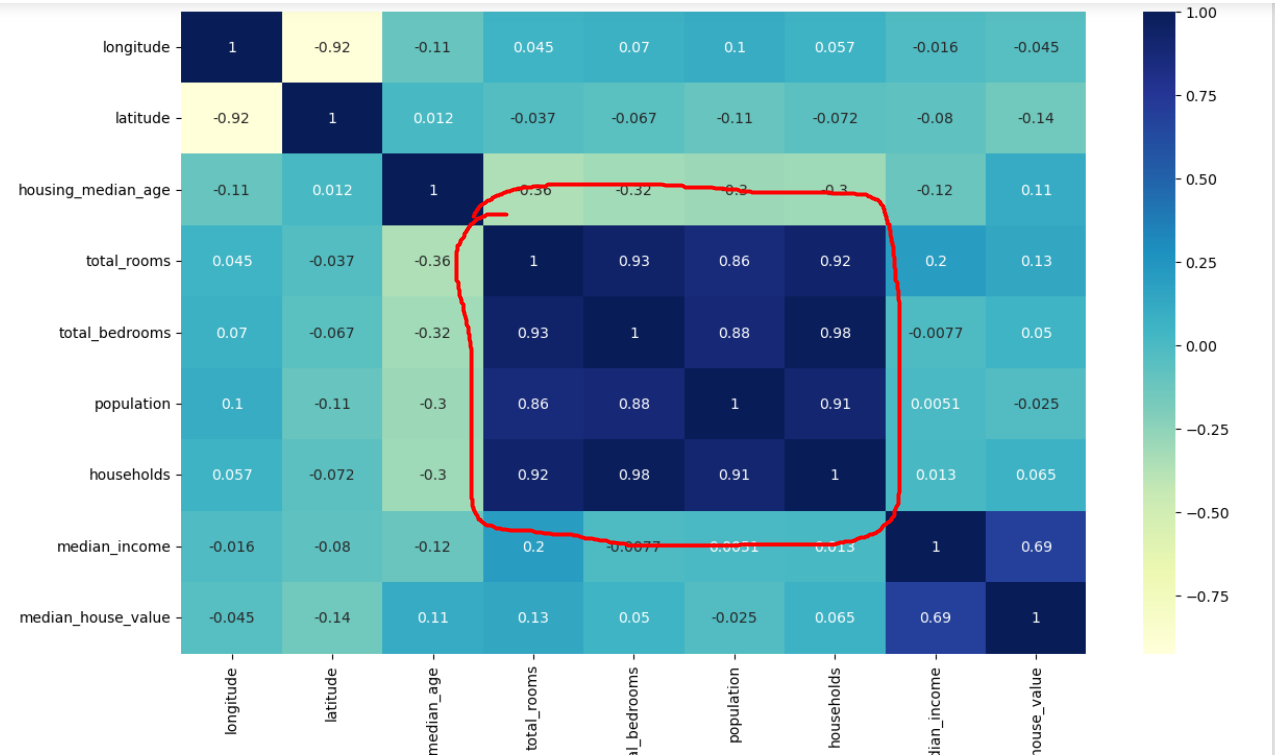 longitude 1 -0.92 -0.11 0.045 0.07 0.1 0.057 -0.016 -0.045
latitude -0.92 1 0.012 -0.037 -0.067 -0.11 -0.072 -0.08 -0.14
housing_median_age -0.11 0.012 1 -0.36 -0.32 -0.3 -0.3 -0.12 0.11
total_rooms 0.045 -0.037 -0.36 1 0.93 0.86 0.92 0.2 0.13
total_bedrooms 0.07 -0.067 -0.32 0.93 1 0.88 0.98 -0.0077 0.05
population 0.1 -0.11 -0.3 0.86 0.88 1 0.91 0.0051 -0.025
households 0.057 -0.072 -0.3 0.92 0.98 0.91 1 0.013 0.065
median_income -0.016 -0.08 -0.12 0.2 -0.0077 0.0051 0.013 1 0.69
median_house_value -0.045 -0.14 0.11 0.13 0.05 -0.025 0.065 0.69 1
longitude
latitude
median_age
total_rooms
al_bedrooms
population
households
dian_income
house_value
1.00
0.75
0.50
0.25
0.00
−0.25
−0.50
−0.75